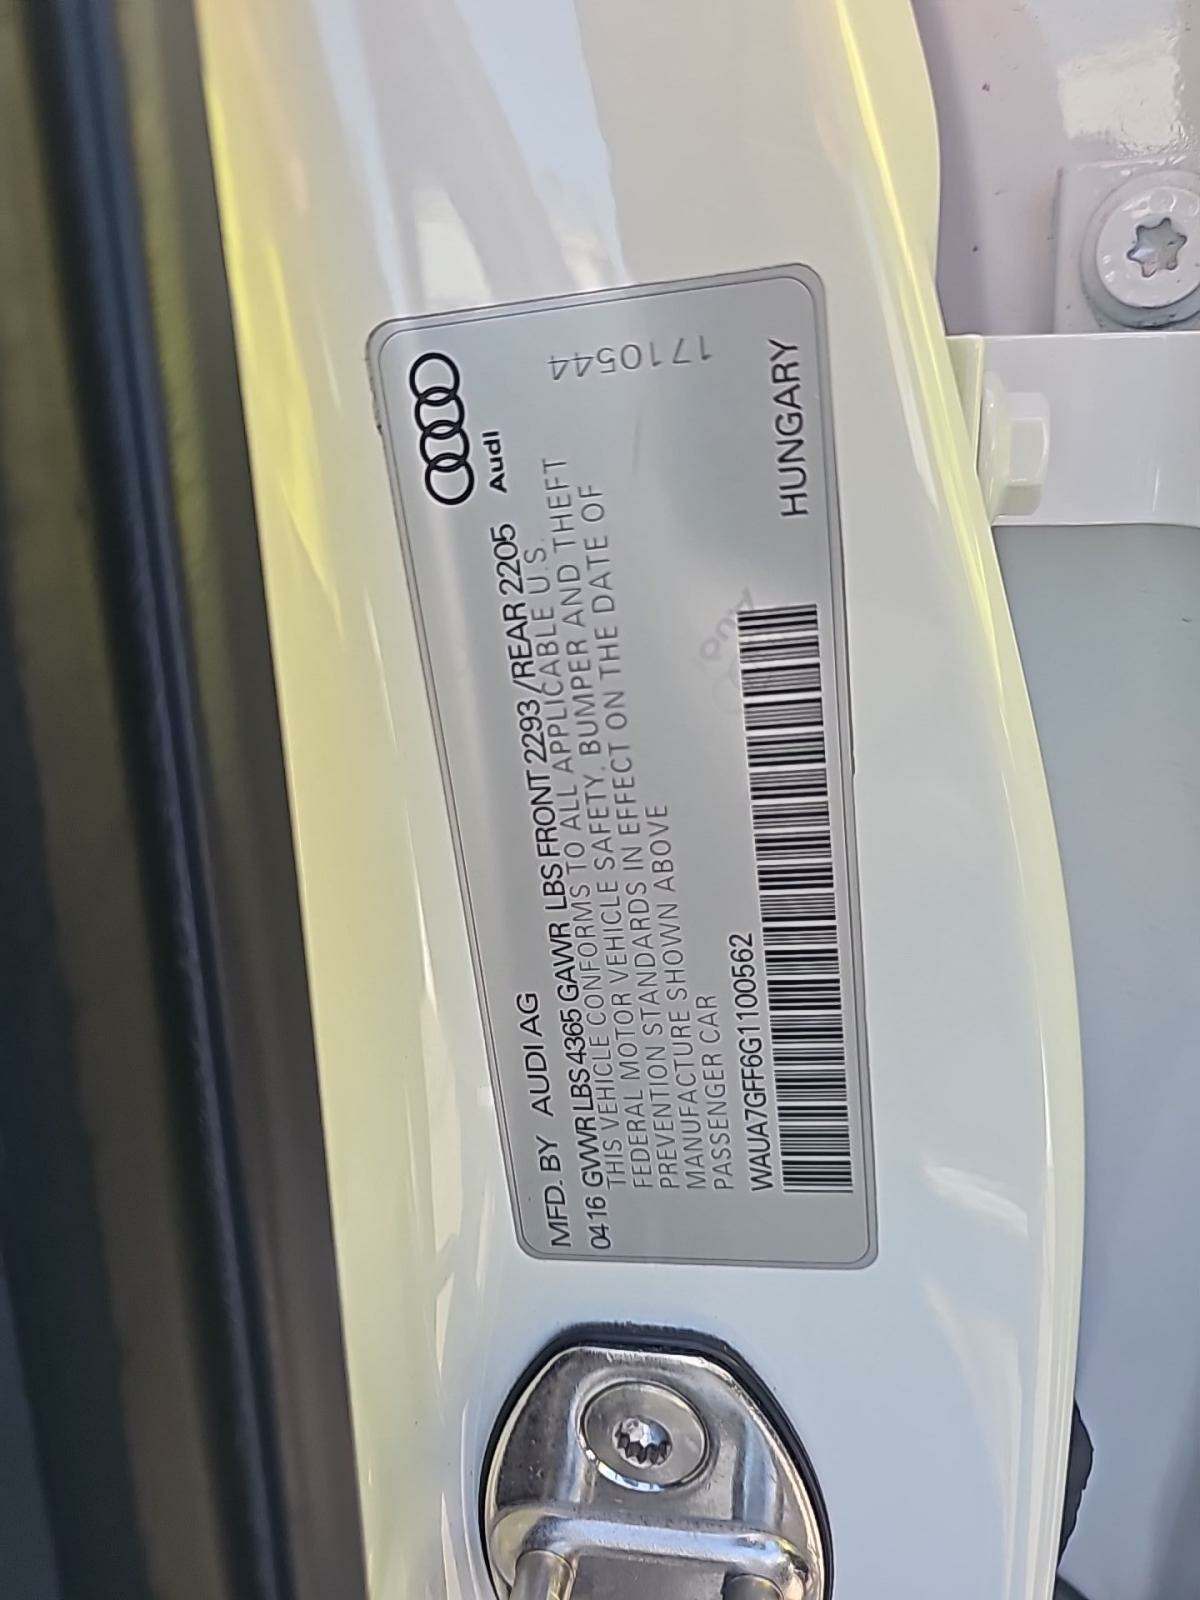 Audi
MFD. BY AUDI AG
0416 GVWR LBS 4365 GAWR LBS FRONT 2293/REAR 2205
THIS VEHICLE CONFORMS TO ALL APPLICABLE U.S.
FEDERAL MOTOR VEHICLE SAFETY, BUMPER AND THEFT
PREVENTION STANDARDS IN EFFECT ON THE DATE OF
MANUFACTURE SHOWN ABOVE
PASSENGER CAR
1710544
WAUA7GFF6G1100562
HUNGARY